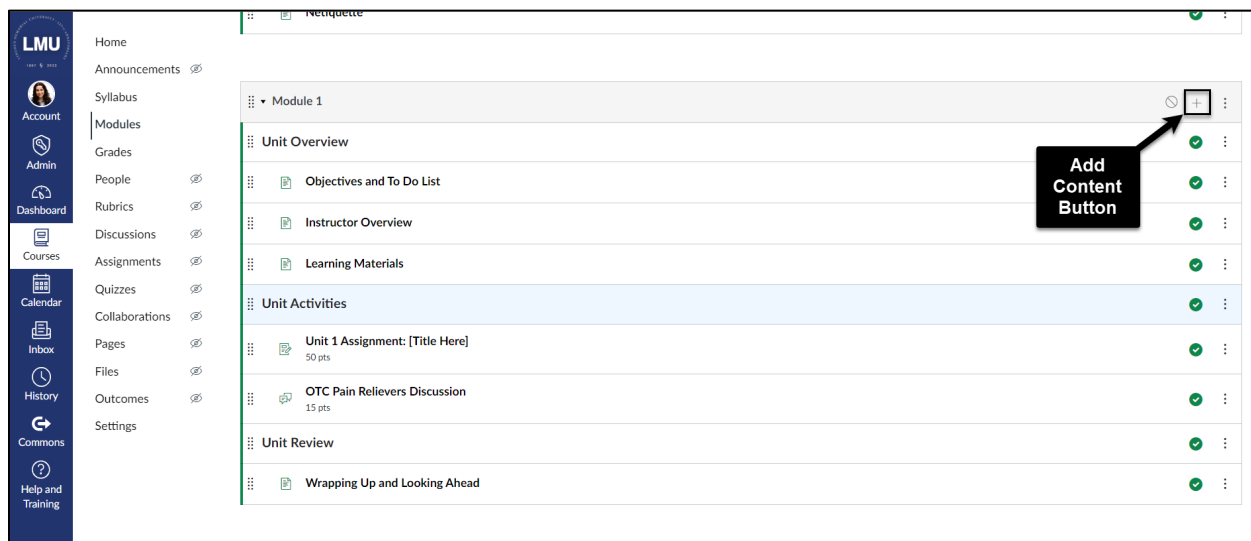 Netiquette
LMU
Account
Admin
Dashboard
Courses
Calendar
Inbox
History
Commons
Help and
Training
Home
Announcements
Syllabus
Modules
Grades
People
Rubrics
Discussions
Assignments
Quizzes
Collaborations
Pages
Files
Outcomes
Settings
Module 1
Unit Overview
Objectives and To Do List
Instructor Overview
Learning Materials
Unit Activities
Unit 1 Assignment: [Title Here]
50 pts
OTC Pain Relievers Discussion
15 pts
Unit Review
Wrapping Up and Looking Ahead
Add
Content
Button